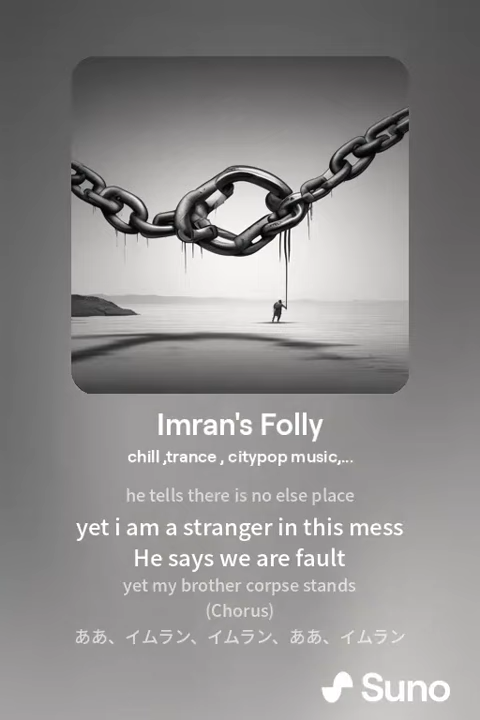 Imran's Folly
chill ,trance , citypop music,...
he tells there is no else place
yet i am a stranger in this mess
He says we are fault
yet my brother corpse stands
(Chorus)
ああ、イムラン、イムラン、ああ、イムラン
Suno